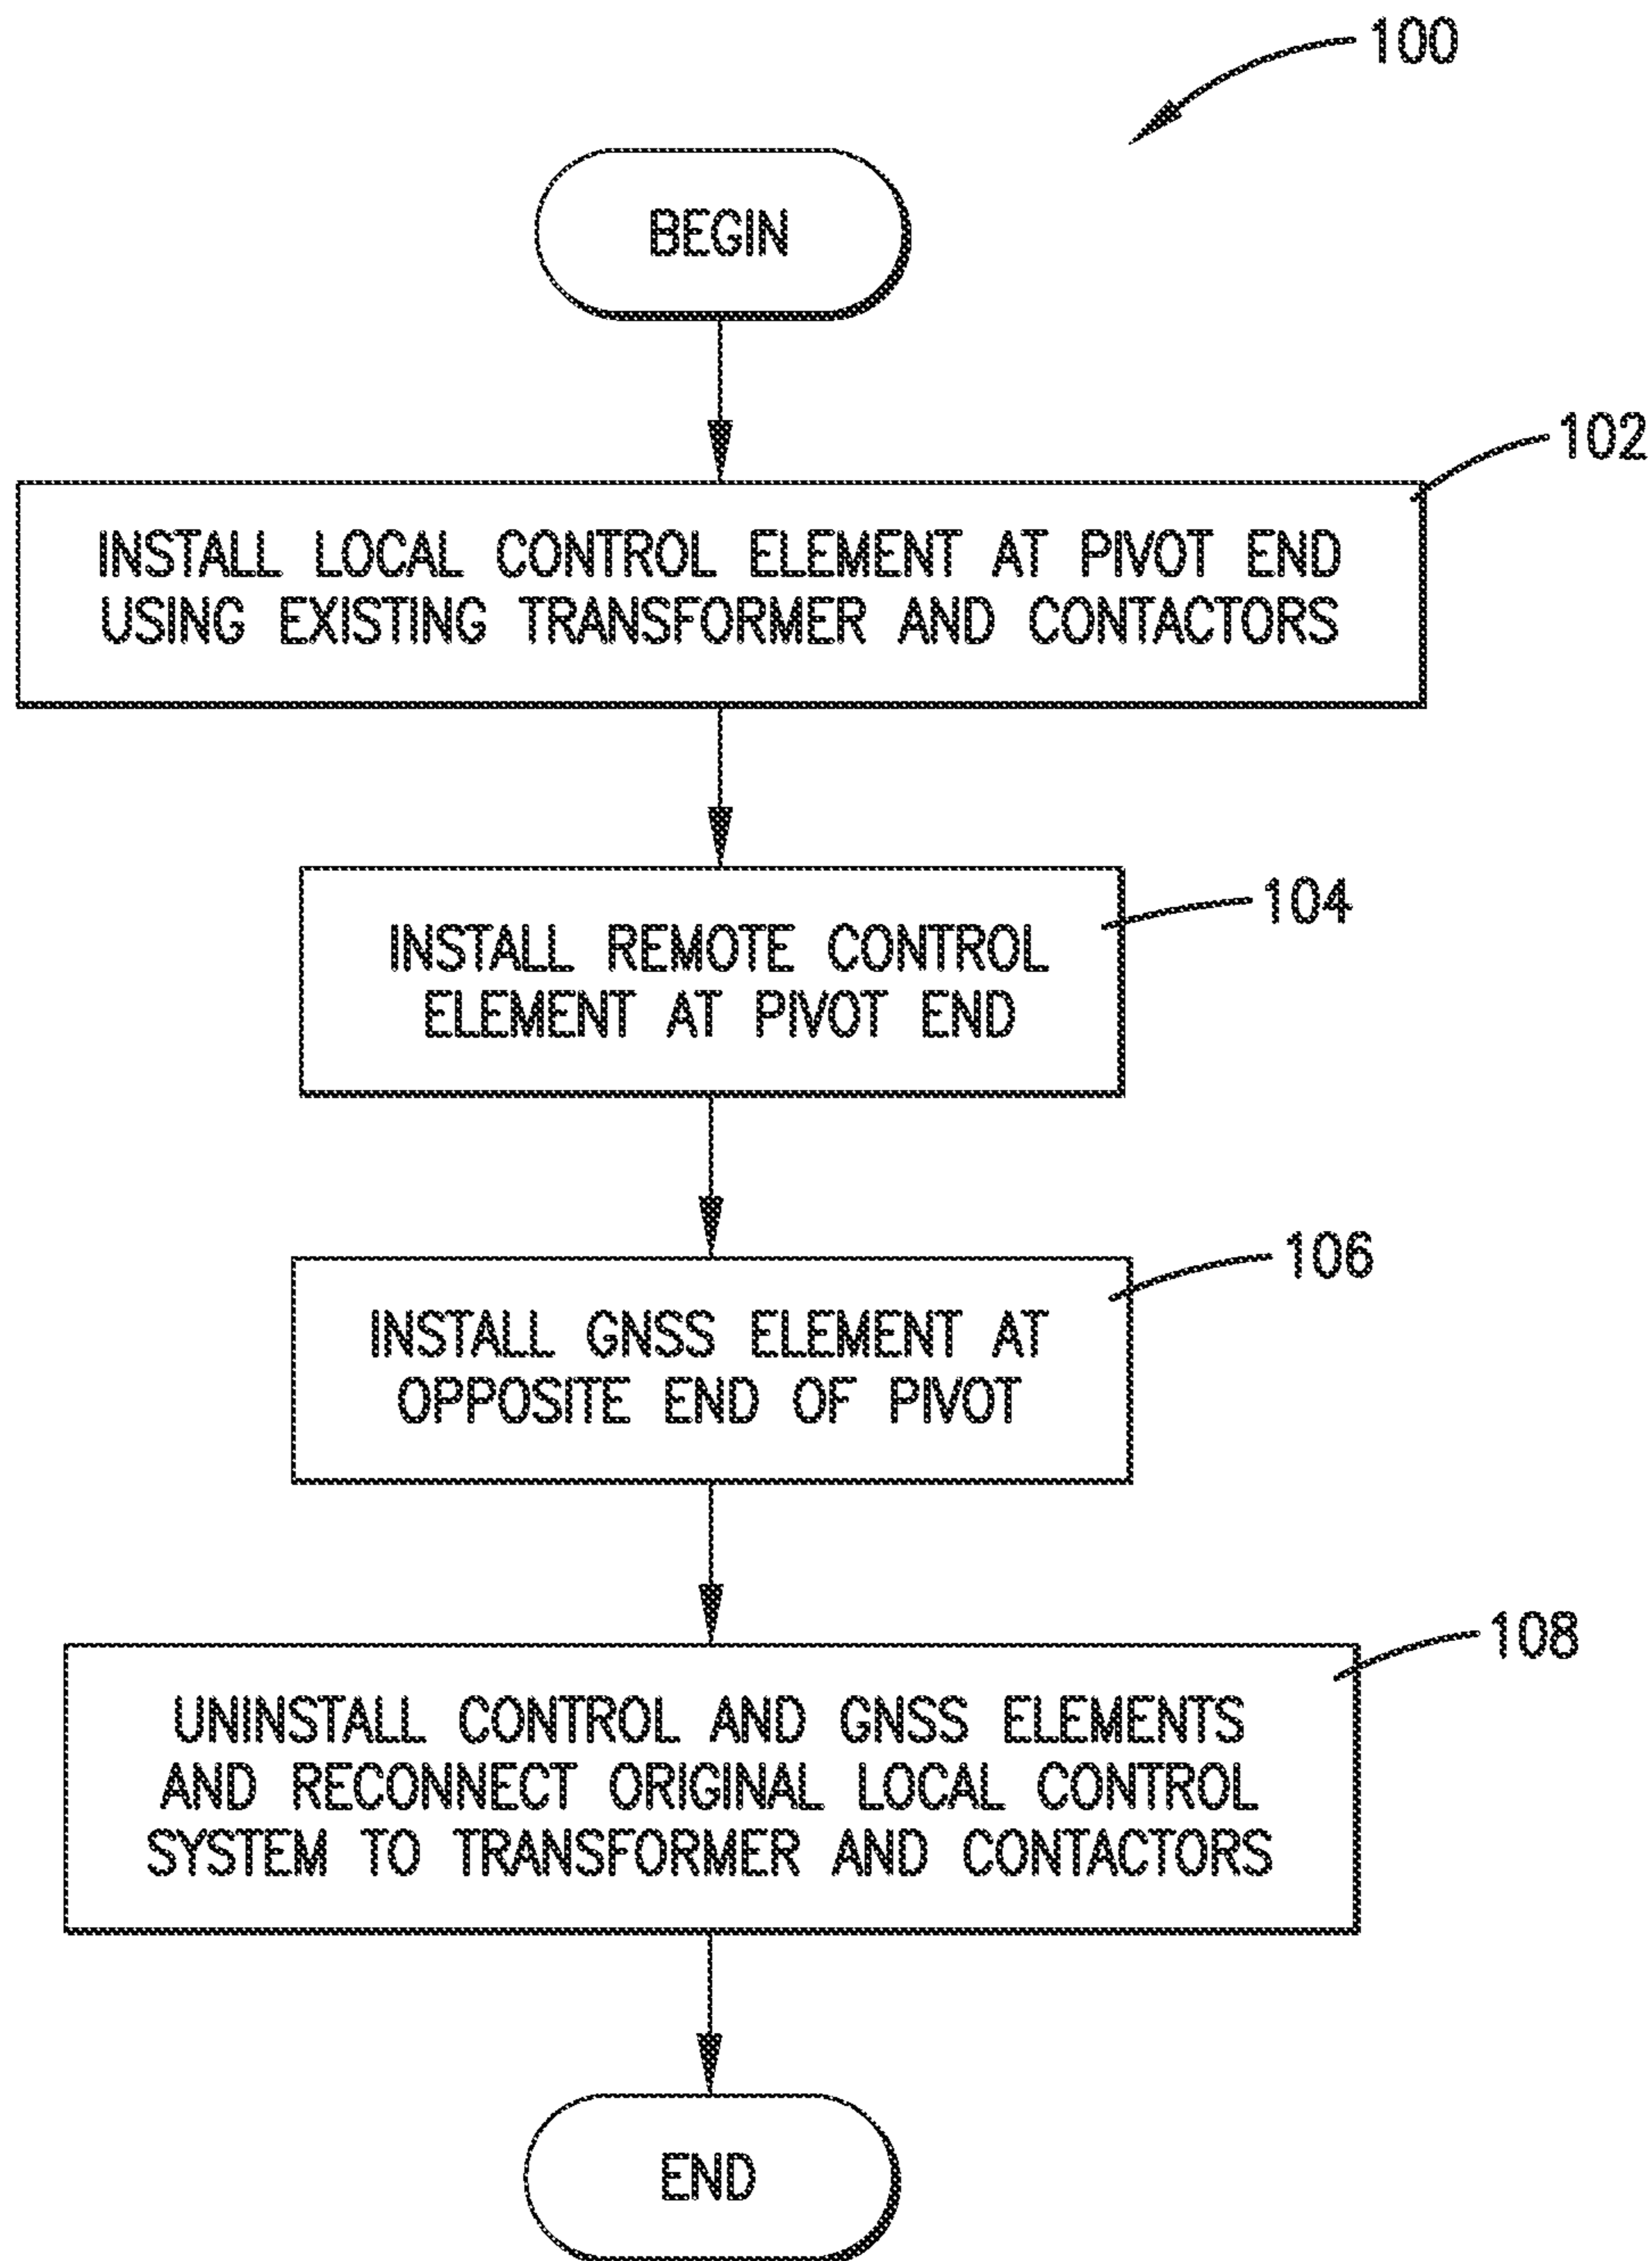 100
BEGIN
102
INSTALL LOCAL CONTROL ELEMENT AT PIVOT END
USING EXISTING TRANSFORMER AND CONTACTORS
104
INSTALL REMOTE CONTROL
ELEMENT AT PIVOT END
106
INSTALL GNSS ELEMENT AT
OPPOSITE END OF PIVOT
108
UNINSTALL CONTROL AND GNSS ELEMENTS
AND RECONNECT ORIGINAL LOCAL CONTROL
SYSTEM TO TRANSFORMER AND CONTACTORS
END